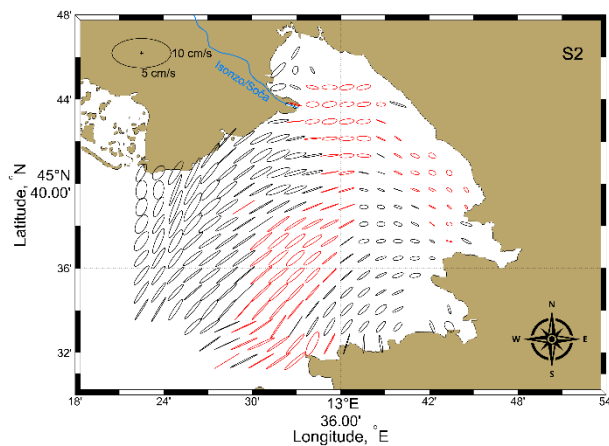 48
S2
10 cm/s
5 cm/s
Isonzo/Soča
44
Latitude, °N
45°N
40.00'
36
N
W E
S
32
18' 24 30 13°E 42 48 54
36.00'
Longitude, °E